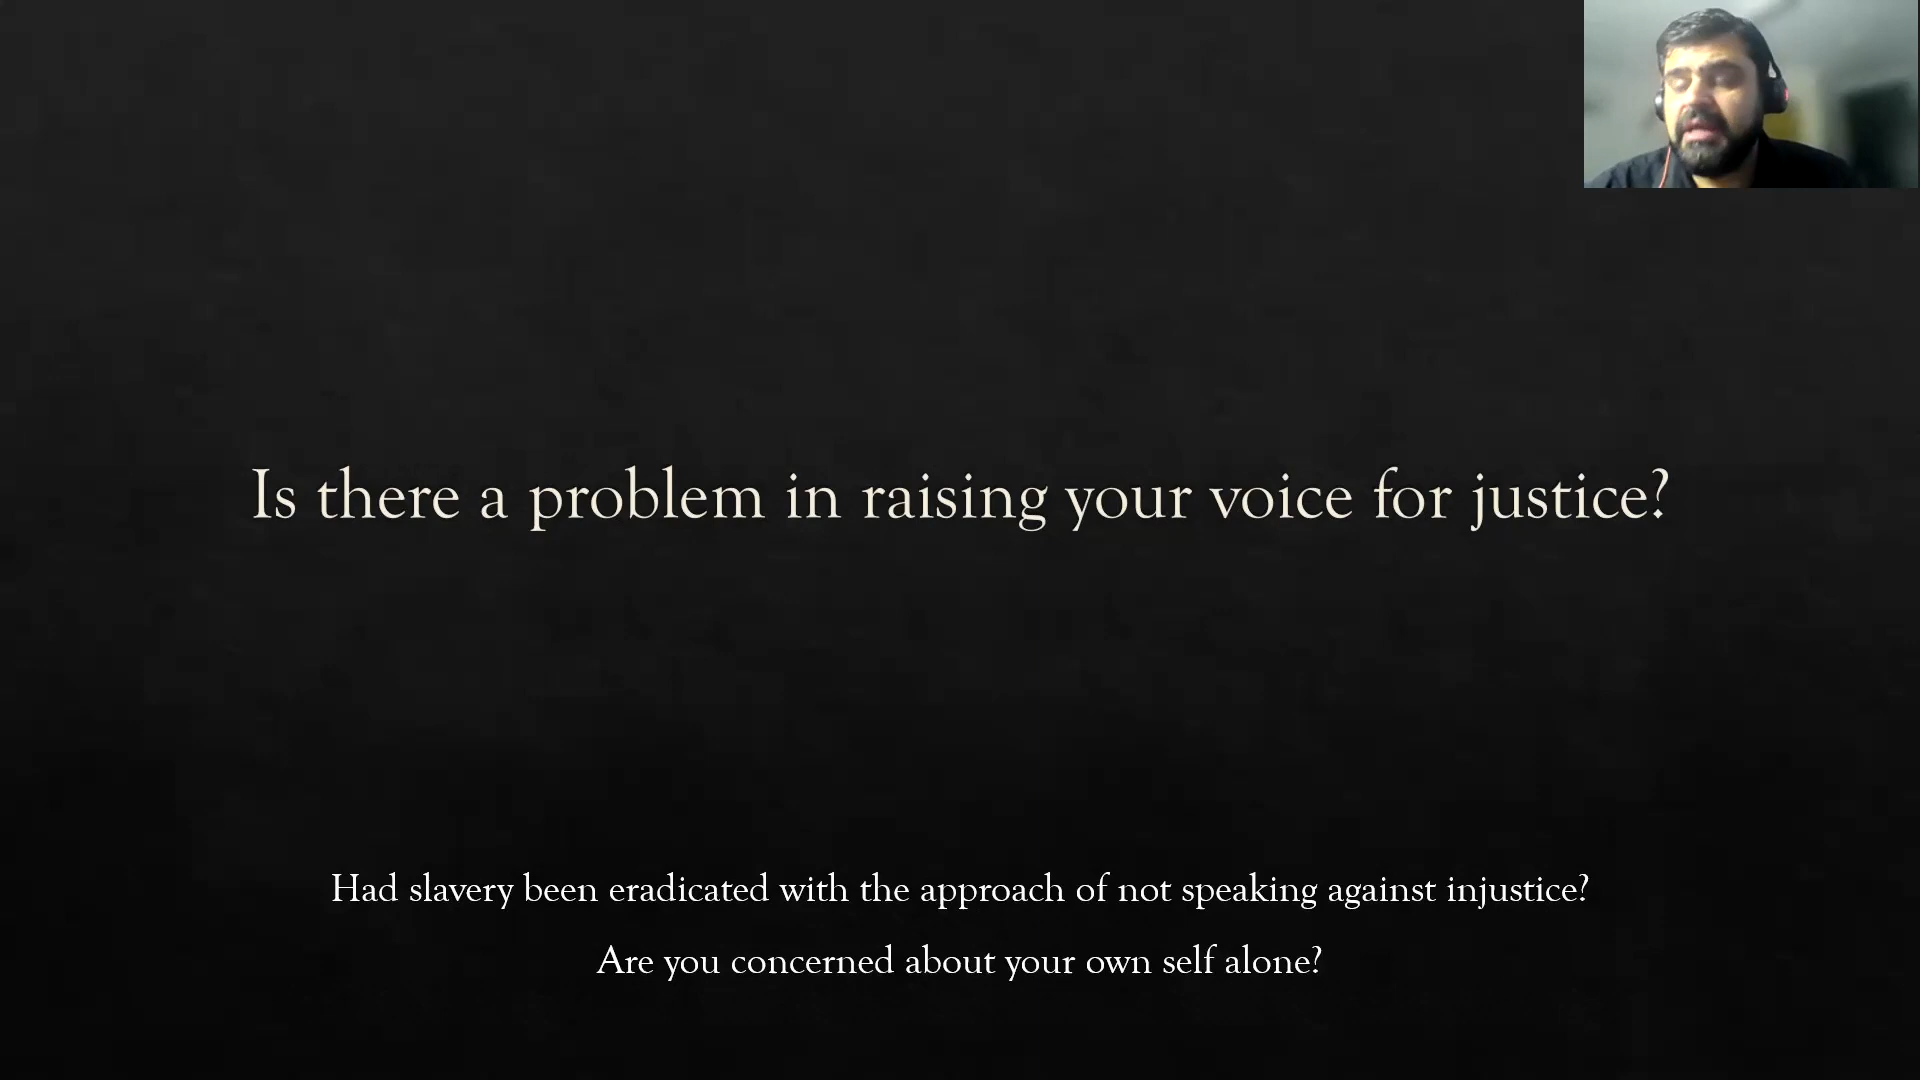 Is there a problem in raising your voice for justice?
Had slavery been eradicated with the approach of not speaking against injustice?
Are you concerned about your own self alone?